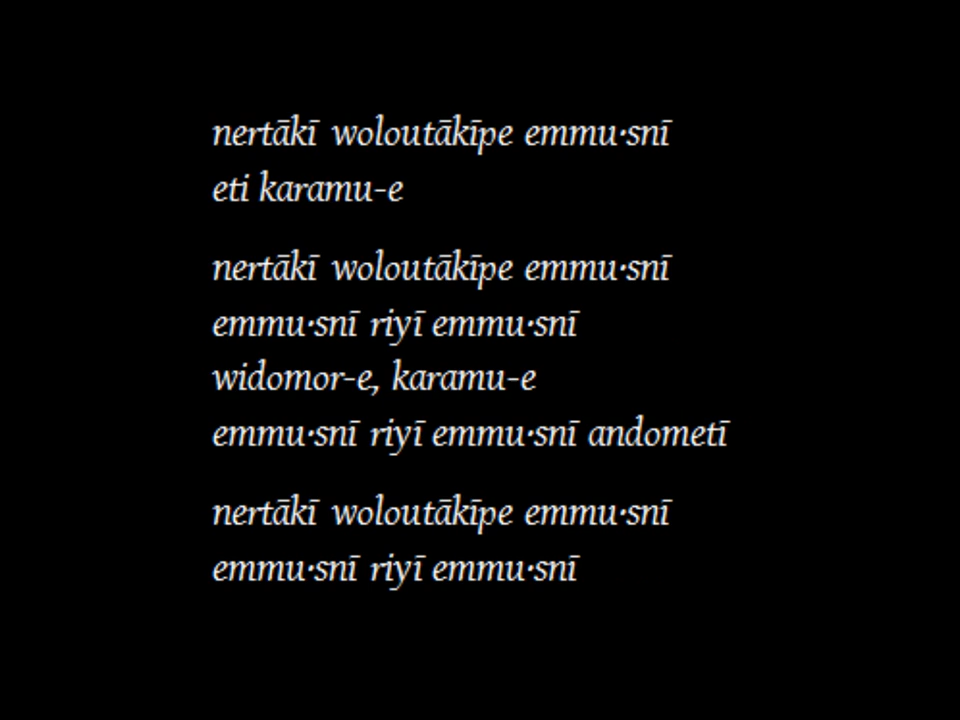 nertākī woloutākīpe emmu·snī
eti karamu-e
nertākī woloutākīpe emmu·snī
emmu·snī riyī emmu·snī
widomor-e, karamu-e
emmu·snī riyī emmu·snī andometī
nertākī woloutākīpe emmu·snī
emmu·snī riyī emmu·snī